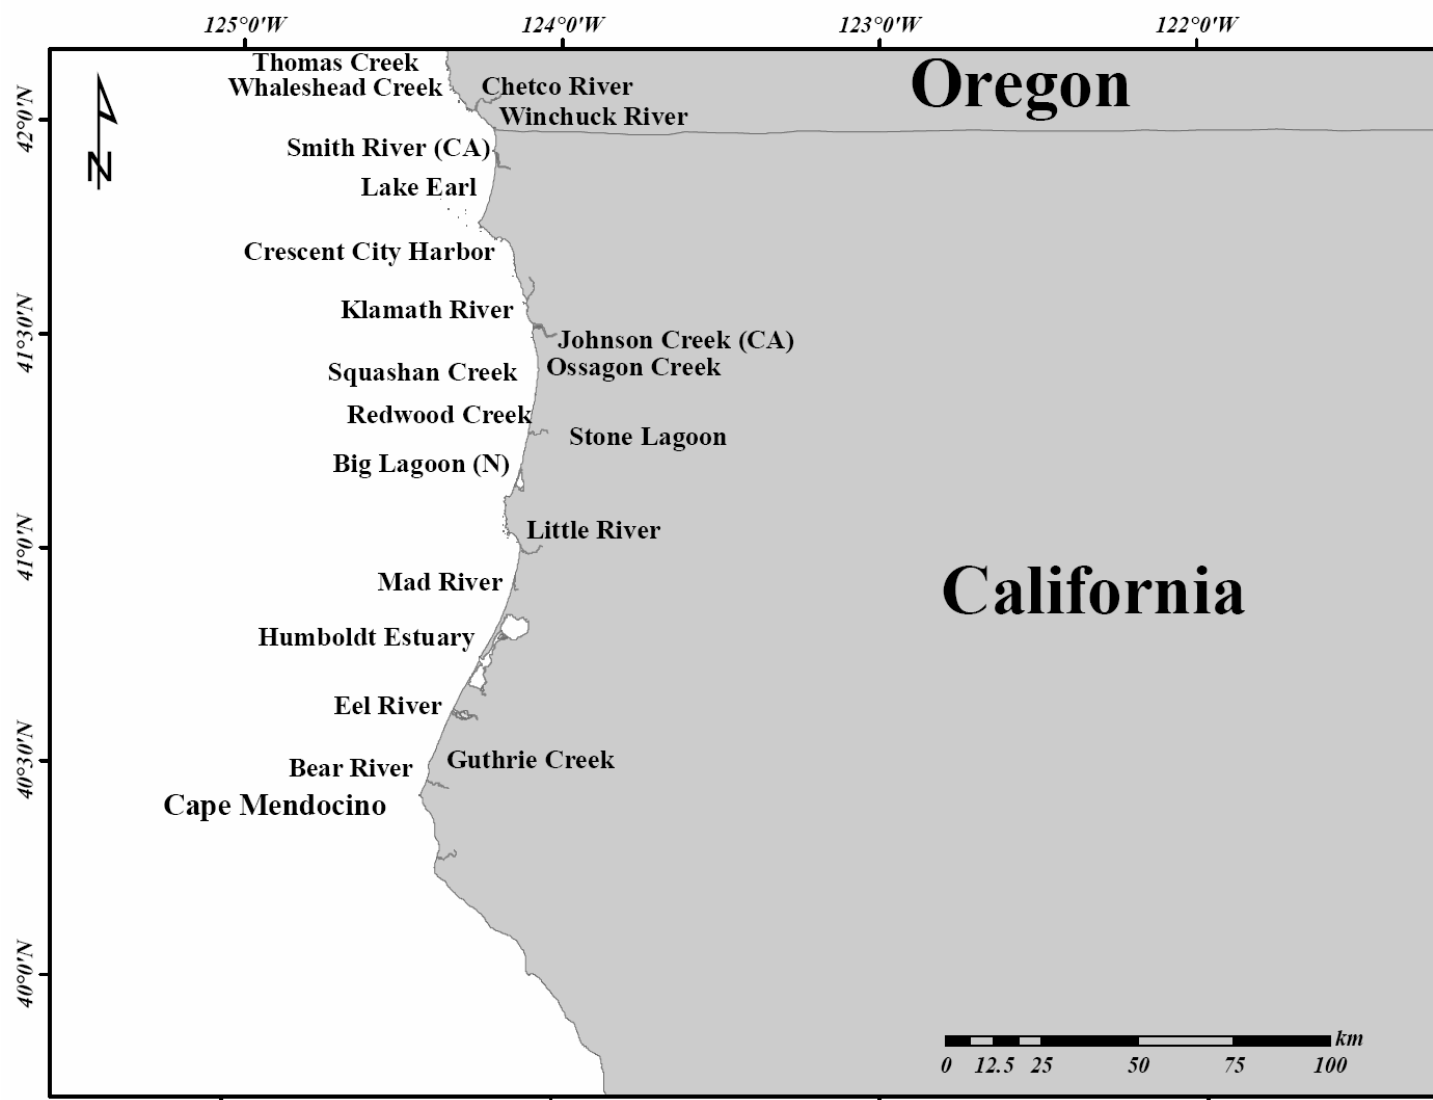 125°0'W
124°0'W
123°0'W
122°0'W
Thomas Creek
Whaleshead Creek
Chetco River
Oregon
42°0'N
Winchuck River
Smith River (CA)
N
Lake Earl
Crescent City Harbor
Klamath River
41°30'N
Johnson Creek (CA)
Ossagon Creek
Squashan Creek
Redwood Creek
Stone Lagoon
Big Lagoon (N)
Little River
41°0'N
Mad River
California
Humboldt Estuary
Eel River
40°30'N
Guthrie Creek
Bear River
Cape Mendocino
40°0'N
km
0 12.5 25 50 75 100